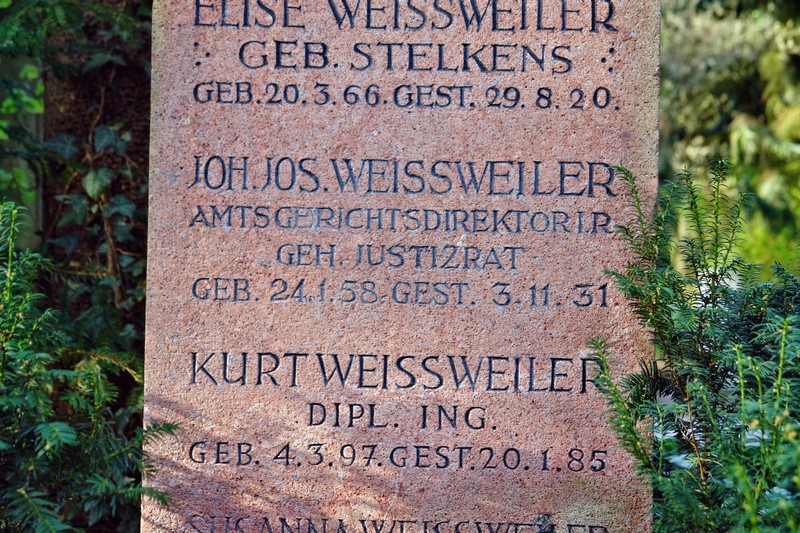 ELISE WEISSWEILER
: GEB. STELKENS :
GEB. 20.3.66. GEST. 29.8.20.
JOH. JOS. WEISSWEILER
AMTSGERICHTSDIREKTOR I.R.
GEH. JUSTIZRAT
GEB. 24.1.58. GEST. 3.11.31
KURT WEISSWEILER
DIPL. ING.
GEB. 4.3.97. GEST. 20.1.85
SUSANNA WEISSWEILER